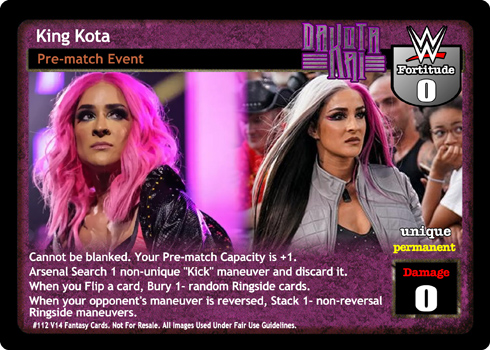 King Kota
DAKOTA
KAI
Pre-match Event
Fortitude
0
unique
permanent
Cannot be blanked. Your Pre-match Capacity is +1.
Arsenal Search 1 non-unique "Kick" maneuver and discard it.
When you Flip a card, Bury 1- random Ringside cards.
When your opponent's maneuver is reversed, Stack 1- non-reversal
Ringside maneuvers.
Damage
0
#112 V14 Fantasy Cards. Not For Resale. All Images Used Under Fair Use Guidelines.